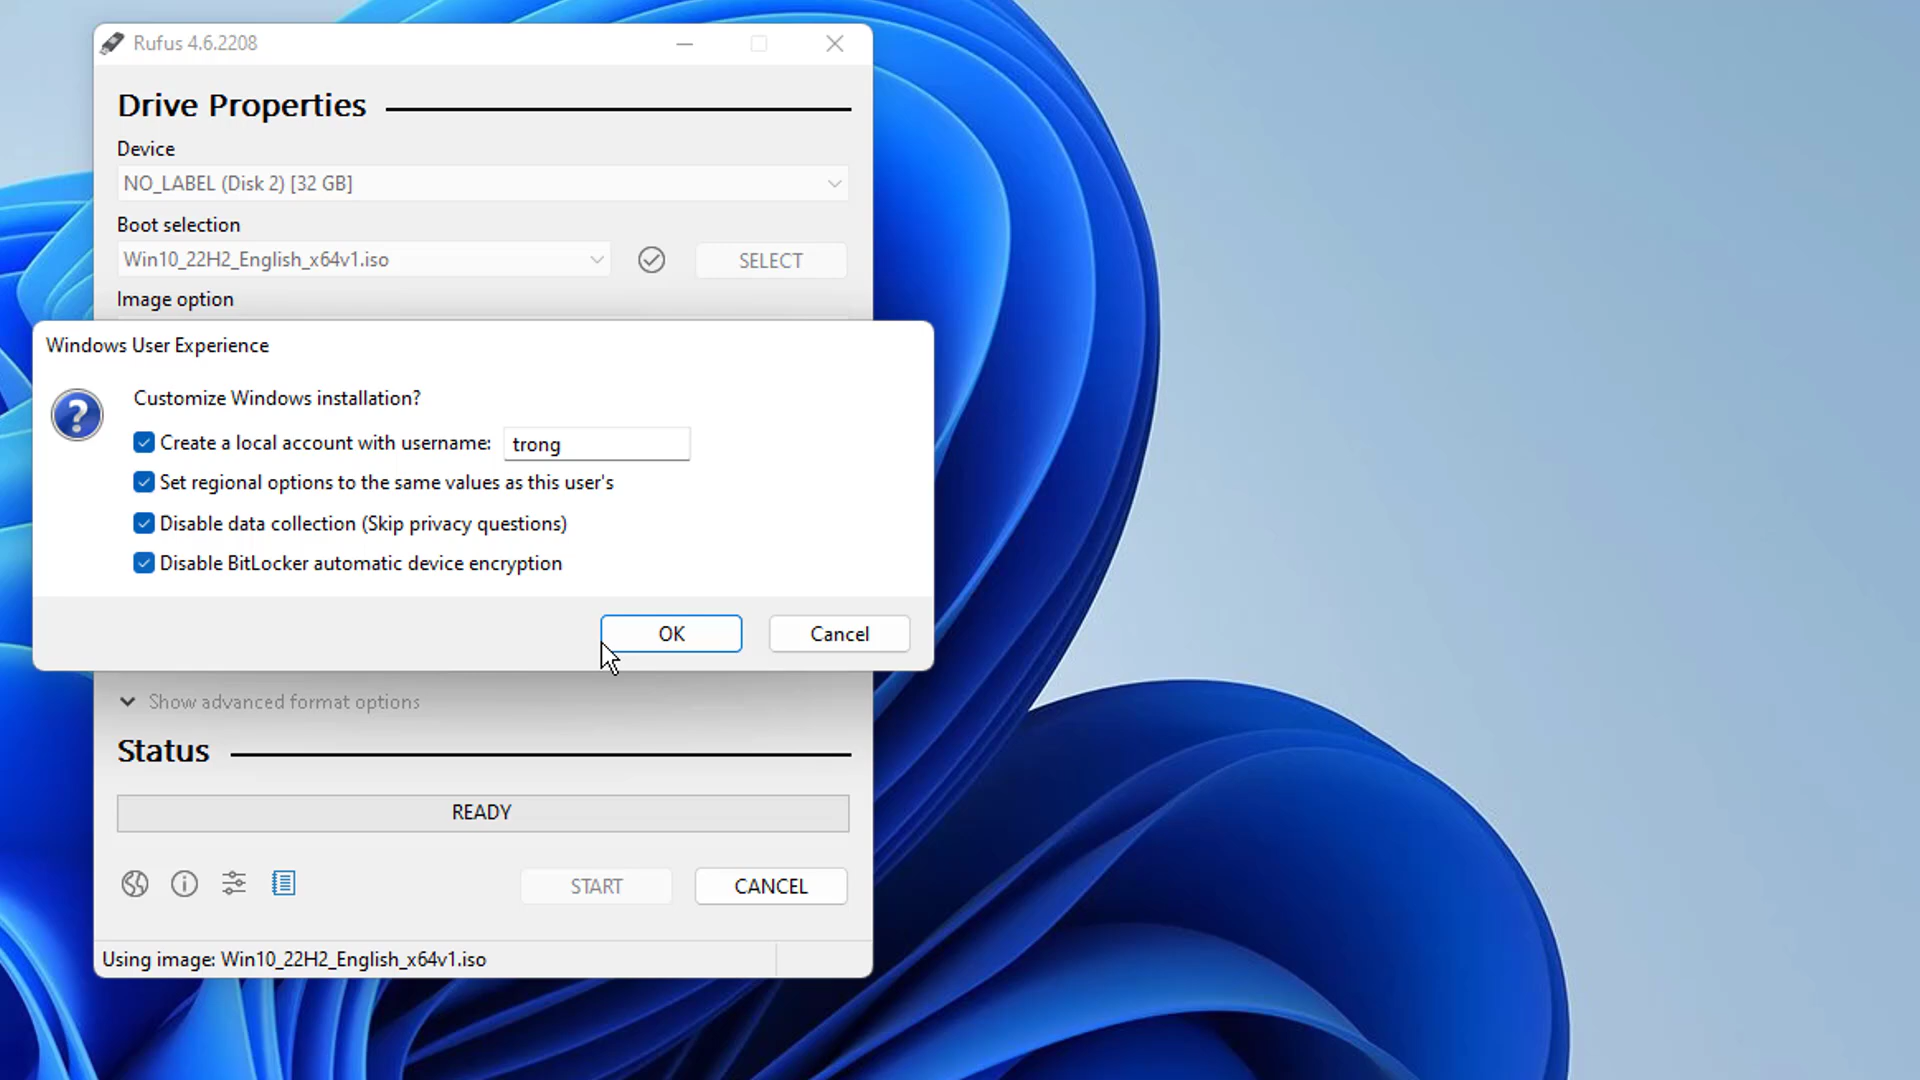 Rufus 4.6.2208
Drive Properties
Device
NO_LABEL (Disk 2) [32 GB]
Boot selection
Win10_22H2_English_x64v1.iso
SELECT
Image option
Windows User Experience
Customize Windows installation?
Create a local account with username: trong
Set regional options to the same values as this user's
Disable data collection (Skip privacy questions)
Disable BitLocker automatic device encryption
OK Cancel
Show advanced format options
Status
READY
START CANCEL
Using image: Win10_22H2_English_x64v1.iso